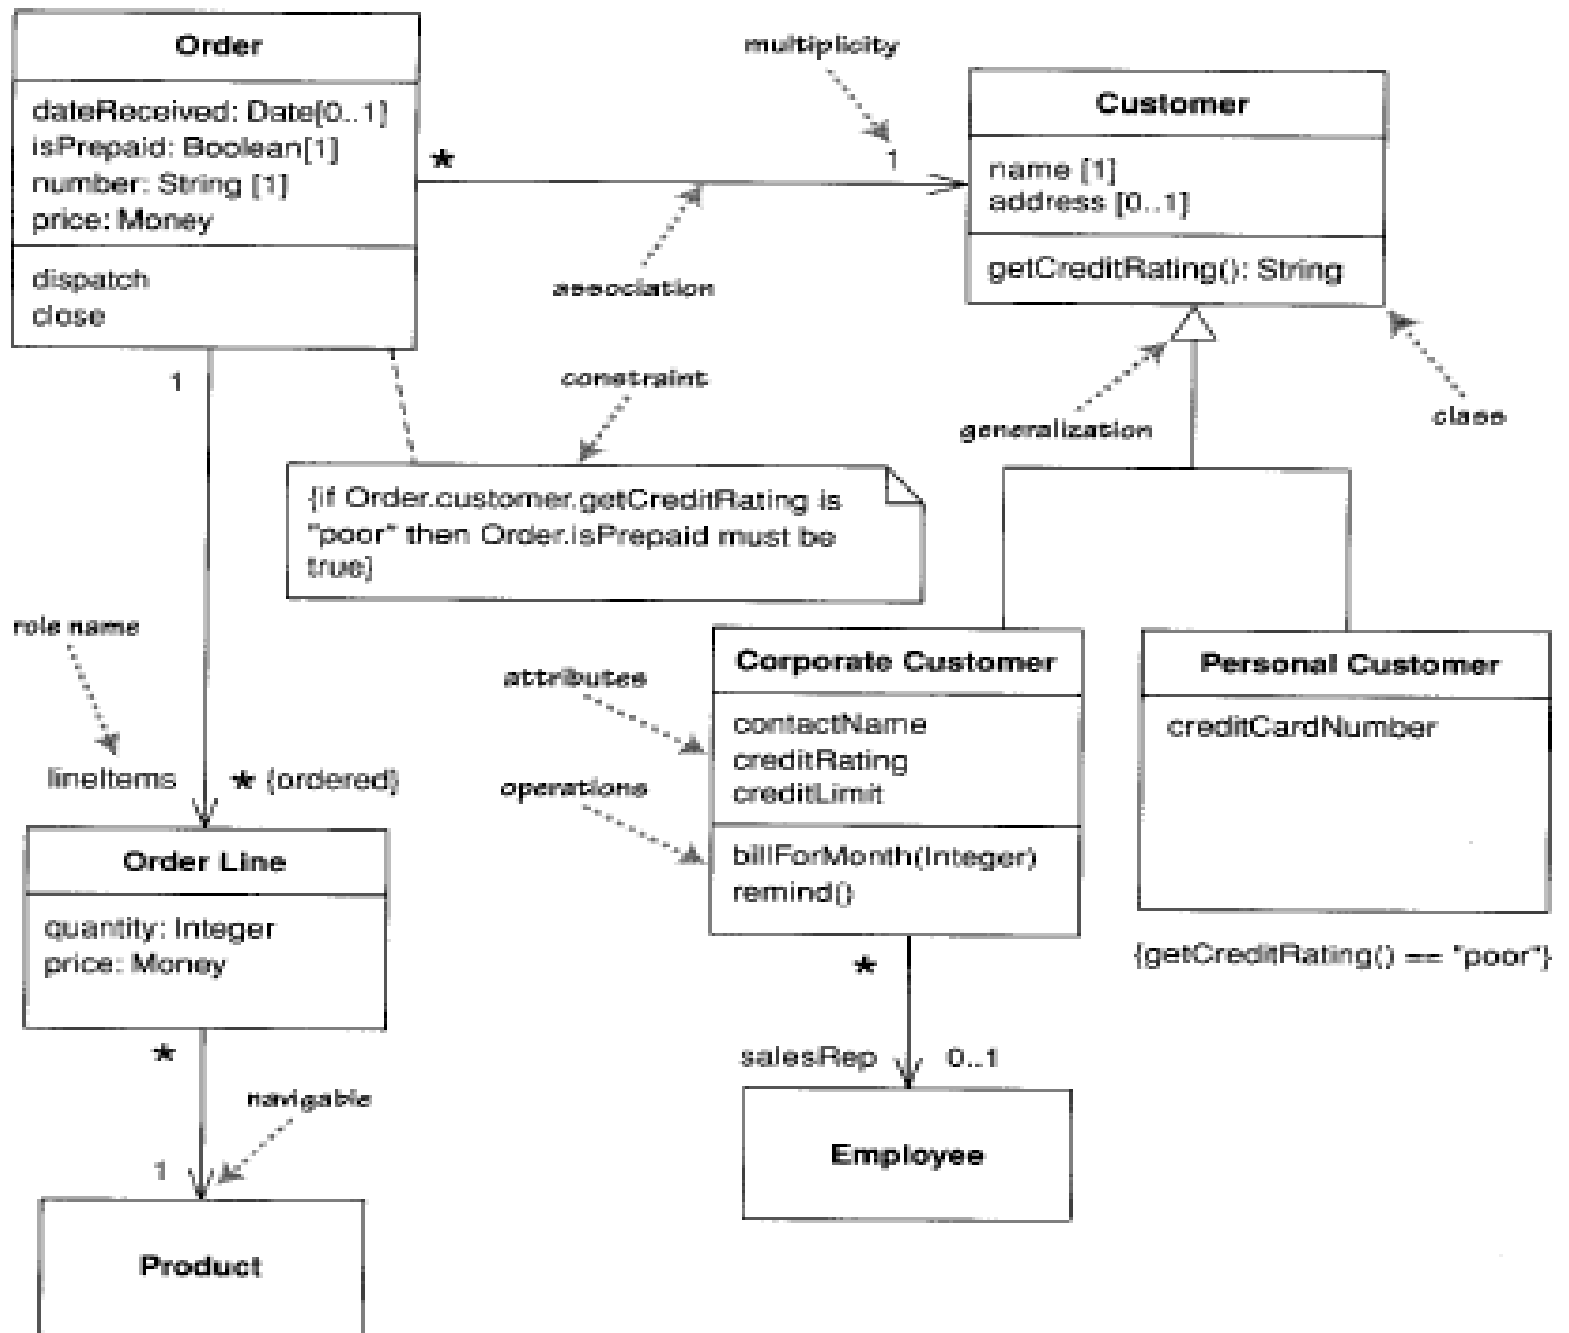 Order
dateReceived: Date[0..1]
isPrepaid: Boolean[1]
number: String [1]
price: Money
dispatch
close
multiplicity
*
1
association
Customer
name [1]
address [0..1]
getCreditRating(): String
1
constraint
generalization
class
{if Order.customer.getCreditRating is
"poor" then Order.isPrepaid must be
true}
role name
lineItems
* {ordered}
attributes
operations
Corporate Customer
contactName
creditRating
creditLimit
billForMonth(Integer)
remind()
Personal Customer
creditCardNumber
{getCreditRating() == "poor"}
Order Line
quantity: Integer
price: Money
*
navigable
1
Product
*
salesRep
0..1
Employee